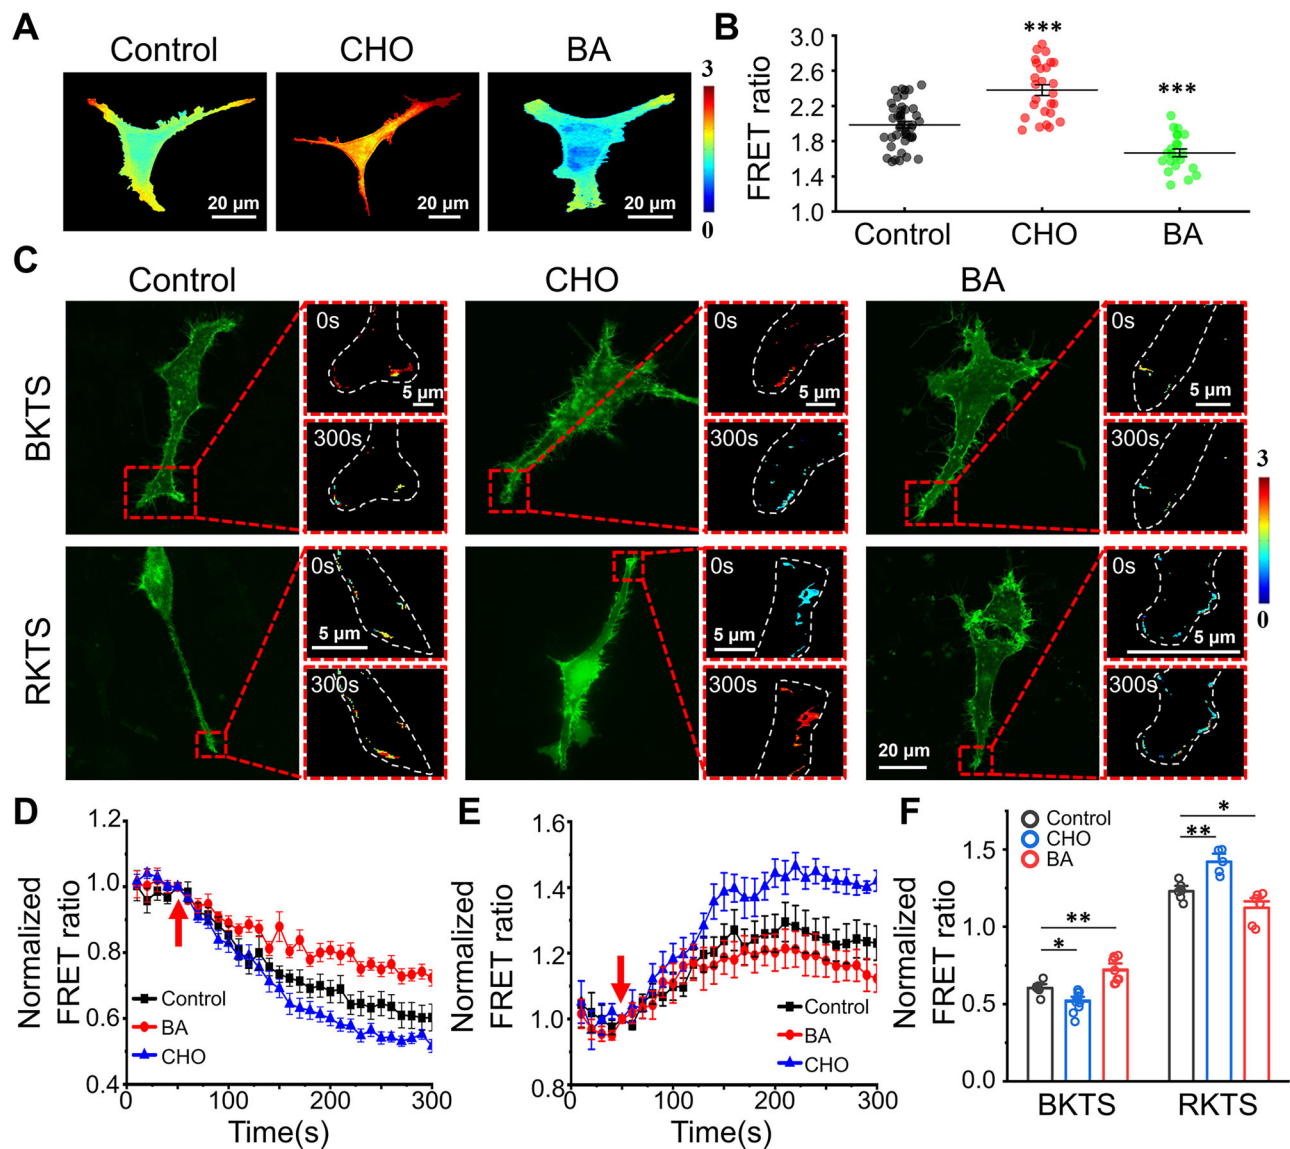 A
Control
CHO
BA
3
0
20 µm
20 µm
20 µm
B
FRET ratio
3.0
2.6
2.2
1.8
1.4
1.0
***
***
Control
CHO
BA
C
Control
CHO
BA
BKTS
0s
5 µm
300s
0s
5 µm
300s
0s
5 µm
300s
3
0
RKTS
0s
5 µm
300s
0s
5 µm
300s
20 µm
0s
5 µm
300s
D
Normalized
FRET ratio
1.2
1.0
0.8
0.6
0.4
Control
BA
CHO
0
100
200
300
Time(s)
E
Normalized
FRET ratio
1.6
1.4
1.2
1.0
0.8
Control
BA
CHO
0
100
200
300
Time(s)
F
FRET ratio
1.5
1.0
0.5
0.0
Control
CHO
BA
*
**
**
*
BKTS
RKTS